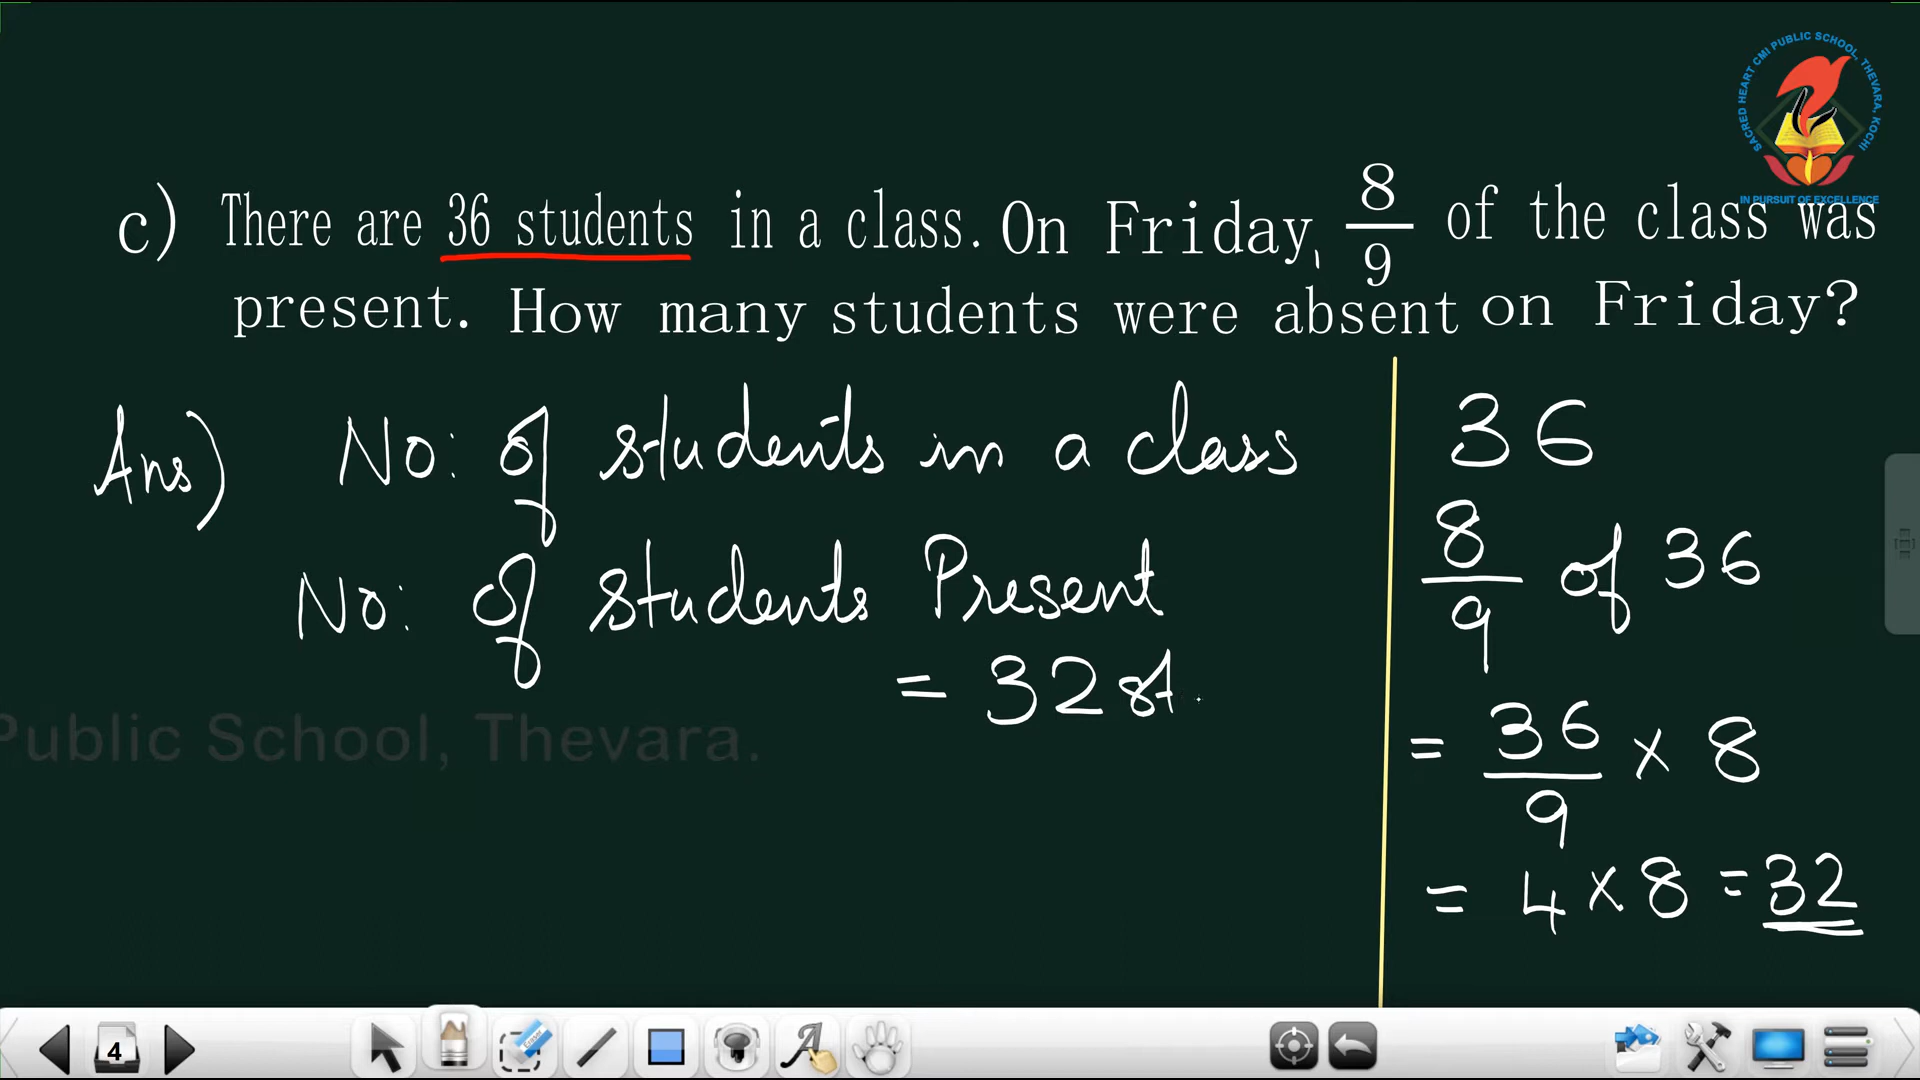 SACRED HEART CMI PUBLIC SCHOOL, THEVARA, KOCHI
IN PURSUIT OF EXCELLENCE
c) There are 36 students in a class. On Friday, 8/9 of the class was
present. How many students were absent on Friday?
Ans) No: of students in a class
No: of students Present
= 32 st
36
8/9 of 36
= 36/9 × 8
= 4 × 8 = 32
Public School, Thevara.
4